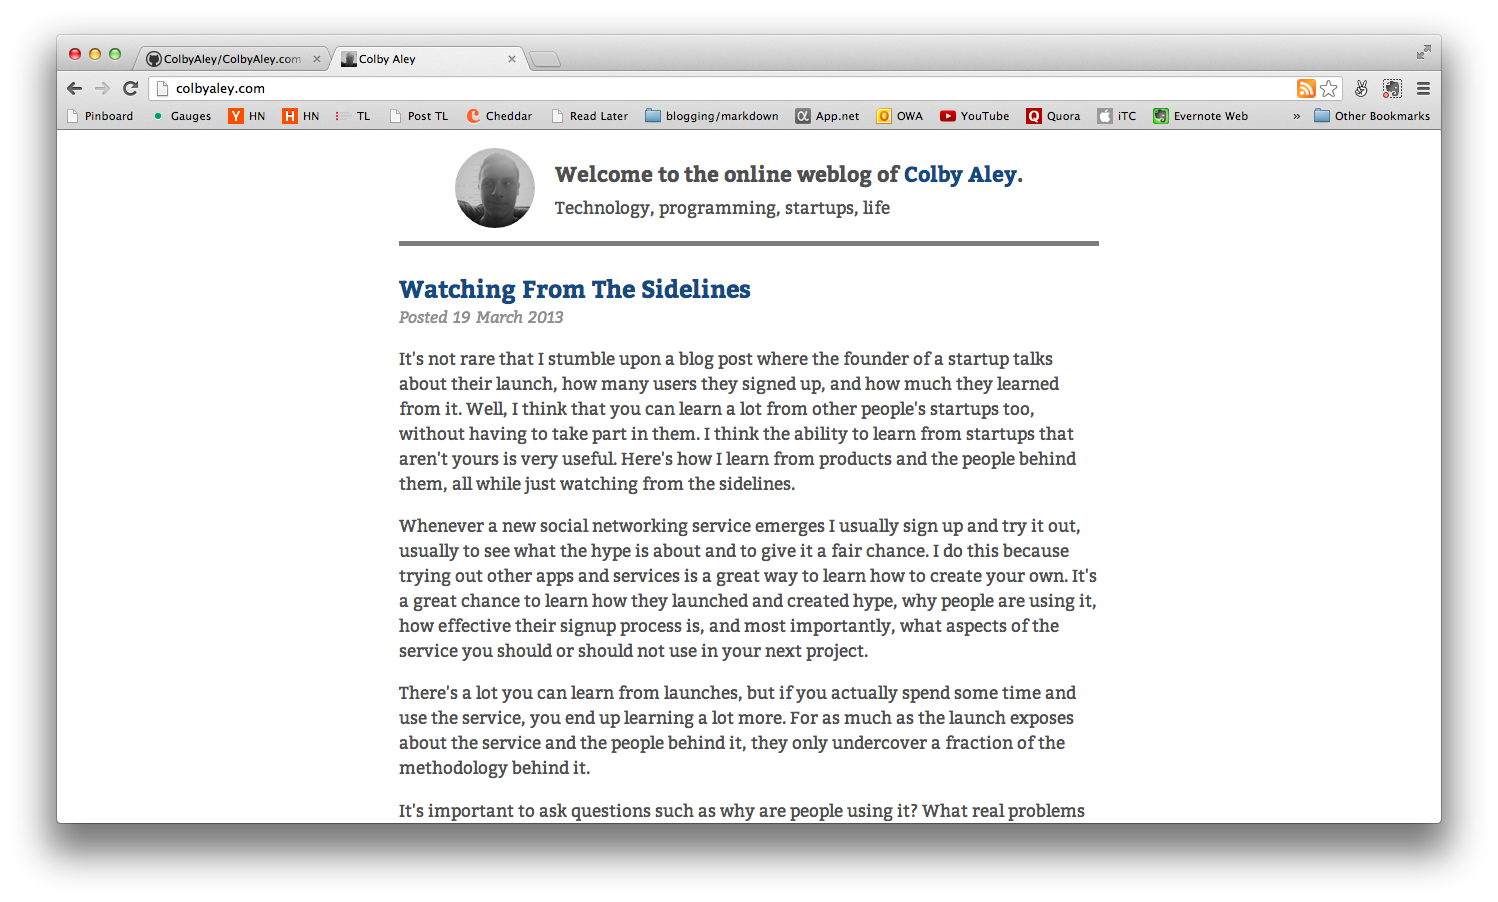 ColbyAley/ColbyAley.com
Colby Aley
colbyaley.com
Pinboard Gauges Y HN H HN TL Post TL Cheddar Read Later blogging/markdown α App.net OWA YouTube Q Quora iTC Evernote Web » Other Bookmarks
Welcome to the online weblog of Colby Aley.
Technology, programming, startups, life
Watching From The Sidelines
Posted 19 March 2013
It's not rare that I stumble upon a blog post where the founder of a startup talks
about their launch, how many users they signed up, and how much they learned
from it. Well, I think that you can learn a lot from other people's startups too,
without having to take part in them. I think the ability to learn from startups that
aren't yours is very useful. Here's how I learn from products and the people behind
them, all while just watching from the sidelines.
Whenever a new social networking service emerges I usually sign up and try it out,
usually to see what the hype is about and to give it a fair chance. I do this because
trying out other apps and services is a great way to learn how to create your own. It's
a great chance to learn how they launched and created hype, why people are using it,
how effective their signup process is, and most importantly, what aspects of the
service you should or should not use in your next project.
There's a lot you can learn from launches, but if you actually spend some time and
use the service, you end up learning a lot more. For as much as the launch exposes
about the service and the people behind it, they only undercover a fraction of the
methodology behind it.
It's important to ask questions such as why are people using it? What real problems